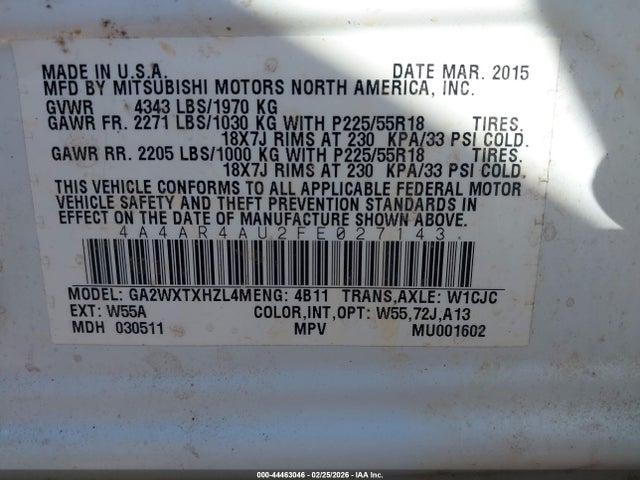 MADE IN U.S.A. DATE MAR. 2015
MFD BY MITSUBISHI MOTORS NORTH AMERICA, INC.
GVWR 4343 LBS/1970 KG
GAWR FR. 2271 LBS/1030 KG WITH P225/55R18 TIRES.
18X7J RIMS AT 230 KPA/33 PSI COLD.
GAWR RR. 2205 LBS/1000 KG WITH P225/55R18 TIRES.
18X7J RIMS AT 230 KPA/33 PSI COLD.
THIS VEHICLE CONFORMS TO ALL APPLICABLE FEDERAL MOTOR
VEHICLE SAFETY AND THEFT PREVENTION STANDARDS IN
EFFECT ON THE DATE OF MANUFACTURE SHOWN ABOVE.
4A4AR4AU2FE027143
MODEL: GA2WXTXHZL4MENG: 4B11 TRANS,AXLE: W1CJC
EXT: W55A COLOR,INT,OPT: W55,72J,A13
MDH 030511 MPV MU001602
000-44463046 - 02/25/2026 - IAA Inc.